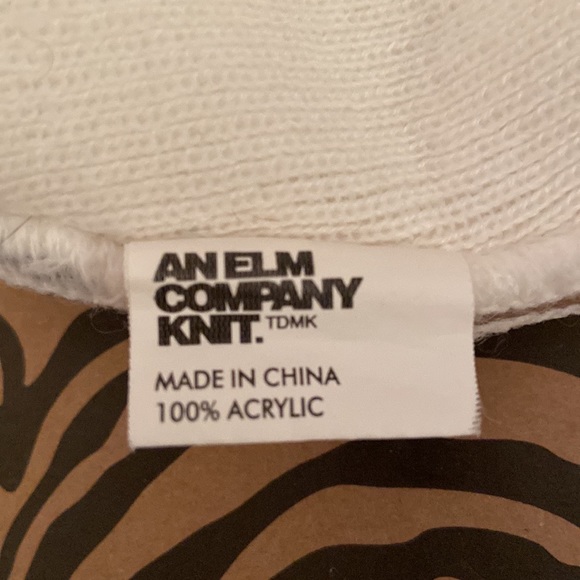 AN ELM
COMPANY
KNIT. TDMK
MADE IN CHINA
100% ACRYLIC